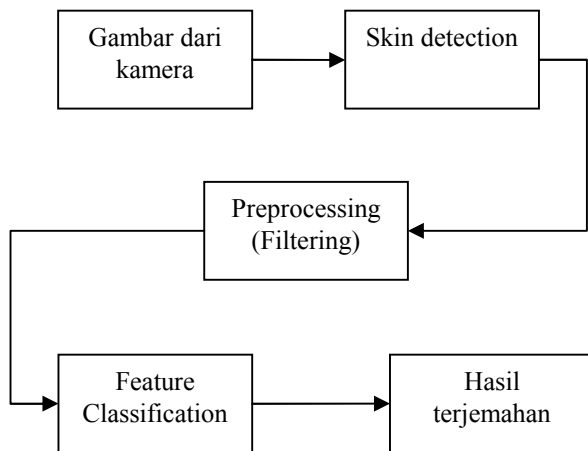 Gambar dari
kamera
Skin detection
Preprocessing
(Filtering)
Feature
Classification
Hasil
terjemahan